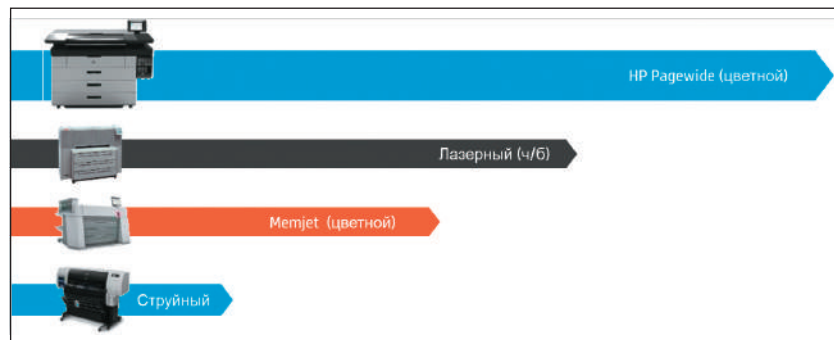 HP Pagewide (цветной)
Лазерный (ч/б)
Memjet (цветной)
Струйный